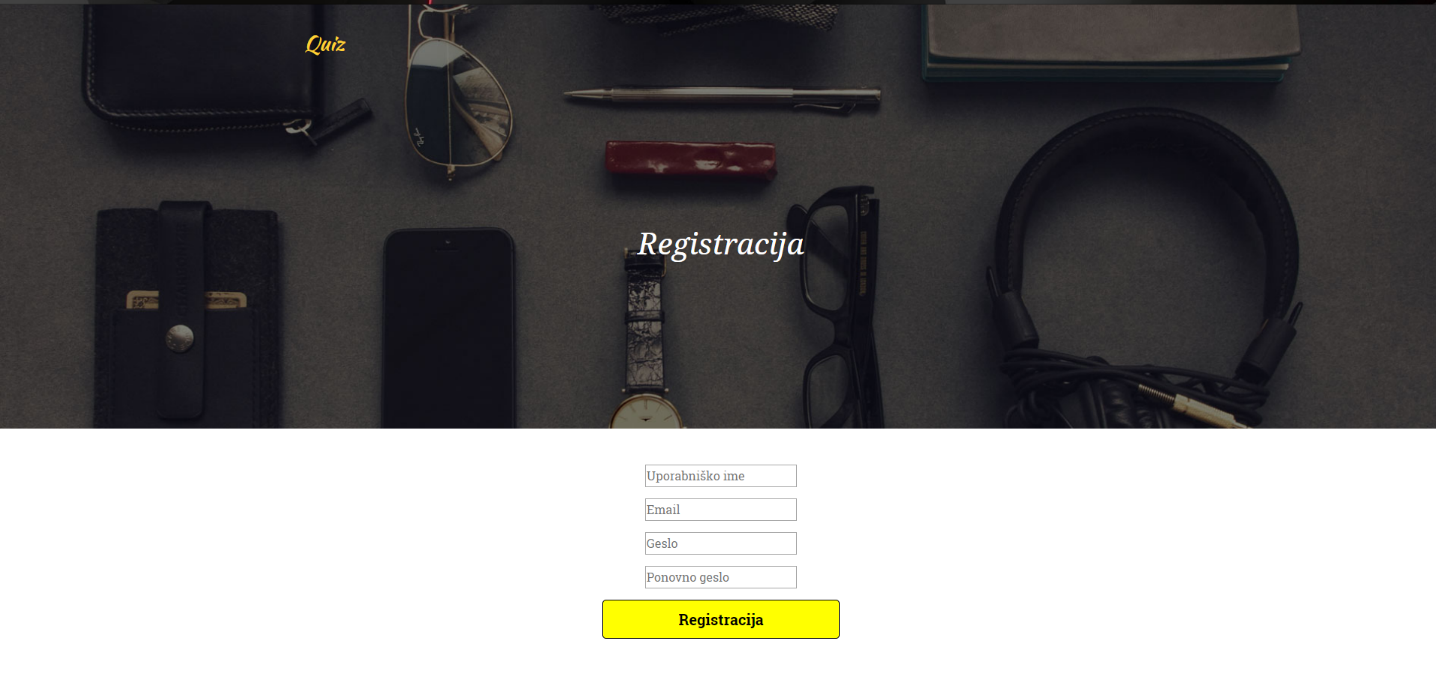 Quiz
Registracija
Uporabniško ime
Email
Geslo
Ponovno geslo
Registracija